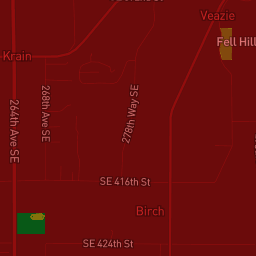 Veazie
Fell Hill
Krain
264th Ave SE
268th Ave SE
278th Way SE
SE 416th St
Birch
SE 424th St